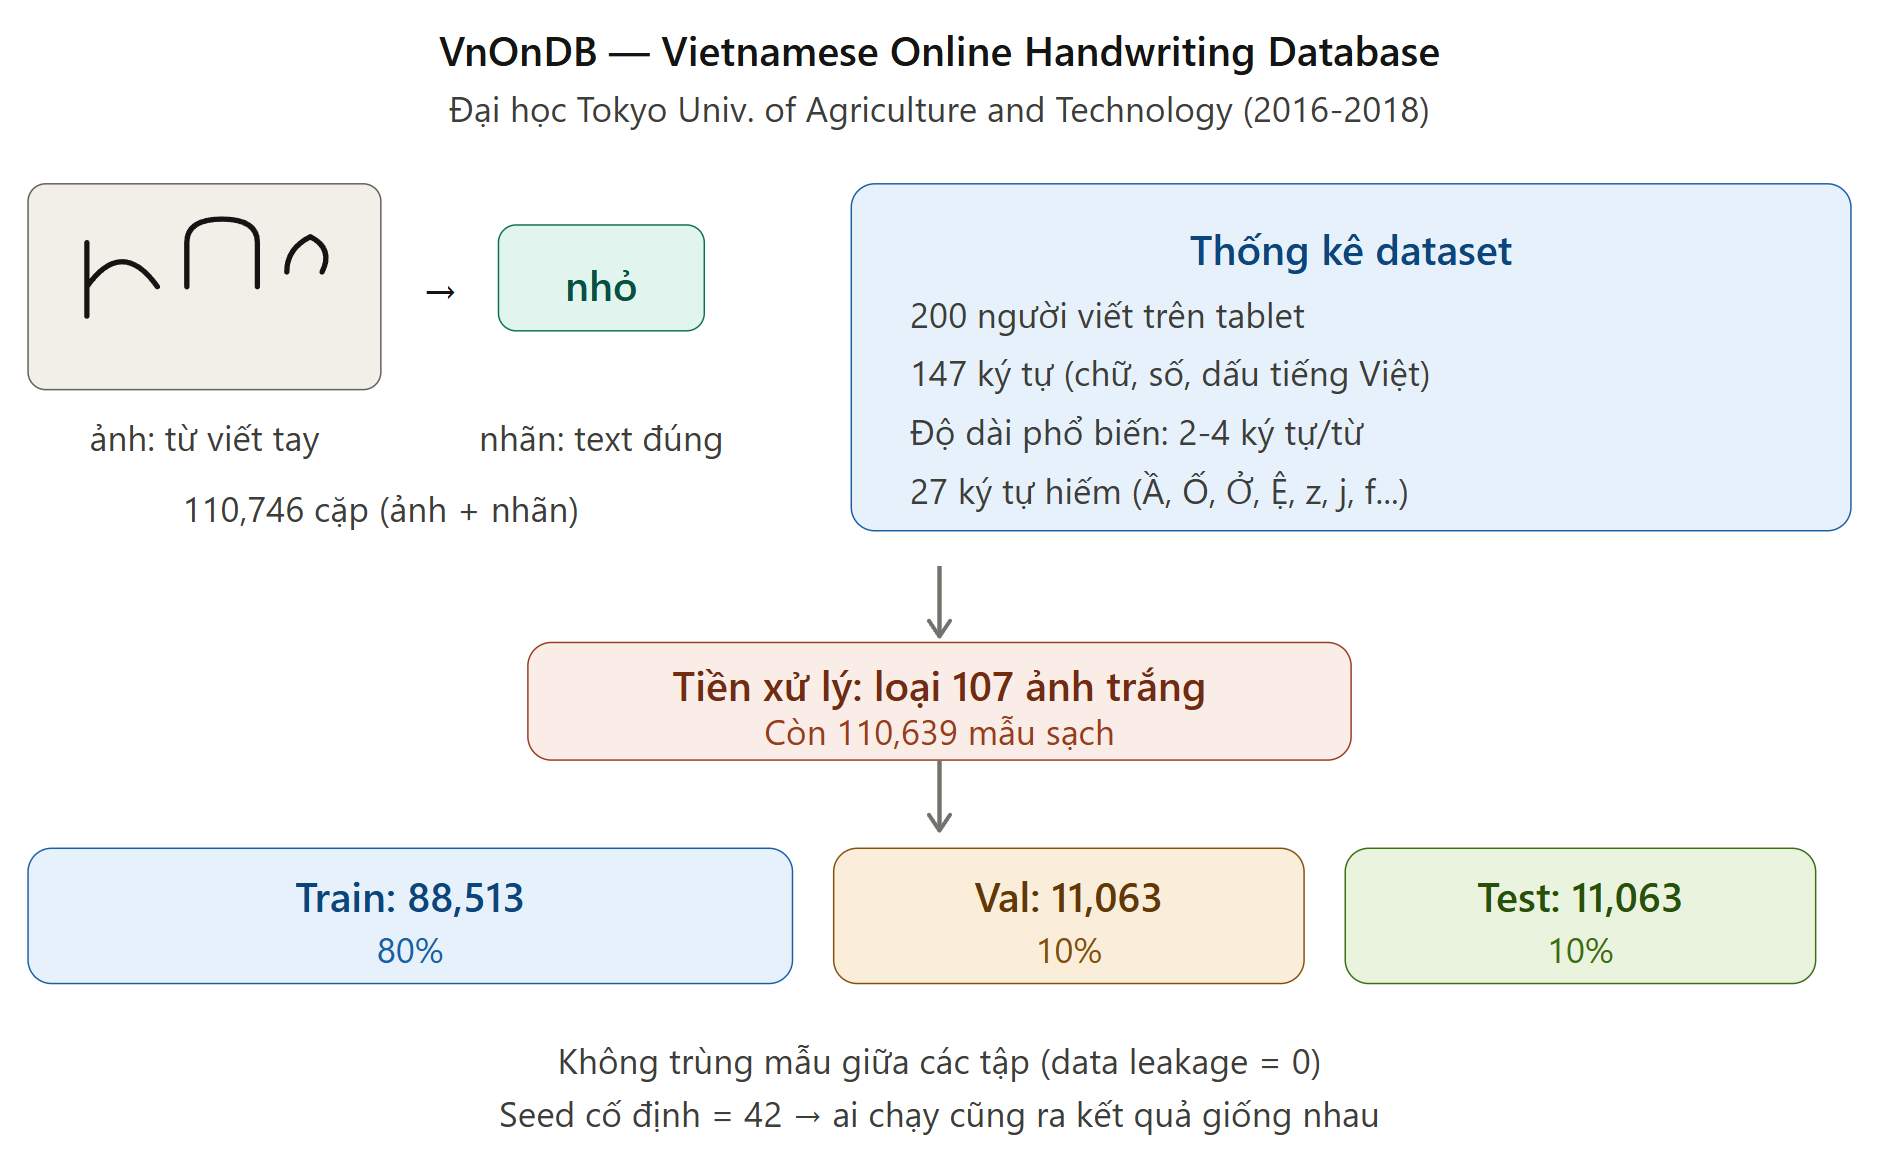 VnOnDB — Vietnamese Online Handwriting Database
Đại học Tokyo Univ. of Agriculture and Technology (2016-2018)
→
nhỏ
ảnh: từ viết tay
nhãn: text đúng
110,746 cặp (ảnh + nhãn)
Thống kê dataset
200 người viết trên tablet
147 ký tự (chữ, số, dấu tiếng Việt)
Độ dài phổ biến: 2-4 ký tự/từ
27 ký tự hiếm (Ầ, Ố, Ở, Ệ, z, j, f...)
Tiền xử lý: loại 107 ảnh trắng
Còn 110,639 mẫu sạch
Train: 88,513
80%
Val: 11,063
10%
Test: 11,063
10%
Không trùng mẫu giữa các tập (data leakage = 0)
Seed cố định = 42 → ai chạy cũng ra kết quả giống nhau